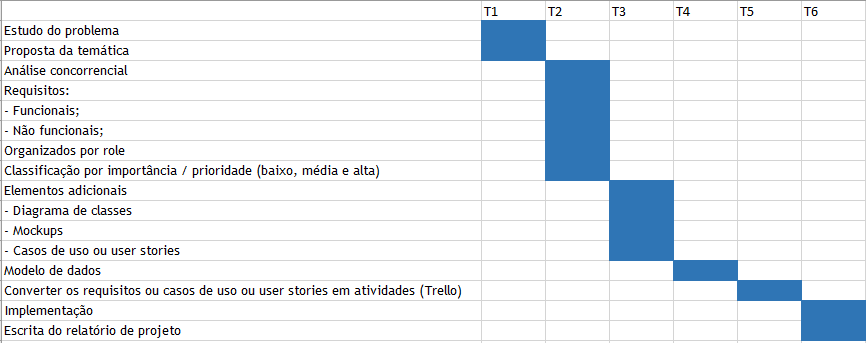 T1 T2 T3 T4 T5 T6
Estudo do problema
Proposta da temática
Análise concorrencial
Requisitos:
- Funcionais;
- Não funcionais;
Organizados por role
Classificação por importância / prioridade (baixo, média e alta)
Elementos adicionais
- Diagrama de classes
- Mockups
- Casos de uso ou user stories
Modelo de dados
Converter os requisitos ou casos de uso ou user stories em atividades (Trello)
Implementação
Escrita do relatório de projeto